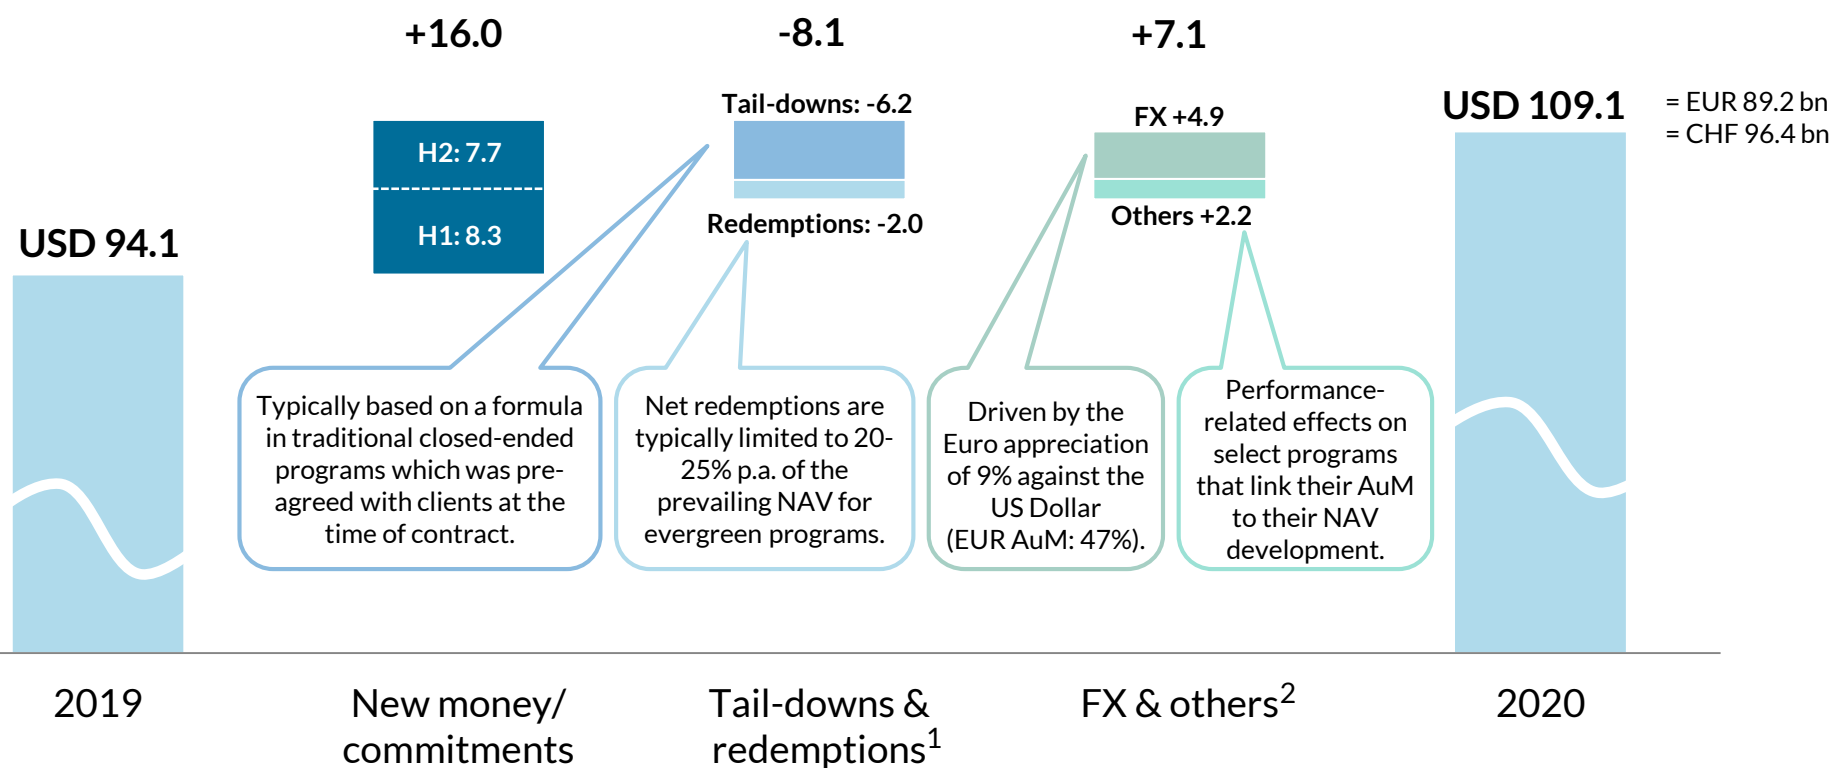 +16.0
-8.1
+7.1
Tail-downs: -6.2
FX +4.9
USD 109.1
= EUR 89.2 bn
= CHF 96.4 bn
H2: 7.7
H1: 8.3
Redemptions: -2.0
Others +2.2
USD 94.1
Typically based on a formula
in traditional closed-ended
programs which was pre-
agreed with clients at the
time of contract.
Net redemptions are
typically limited to 20-
25% p.a. of the
prevailing NAV for
evergreen programs.
Driven by the
Euro appreciation
of 9% against the
US Dollar
(EUR AuM: 47%).
Performance-
related effects on
select programs
that link their AuM
to their NAV
development.
2019
New money/
commitments
Tail-downs &
redemptions1
FX & others2
2020